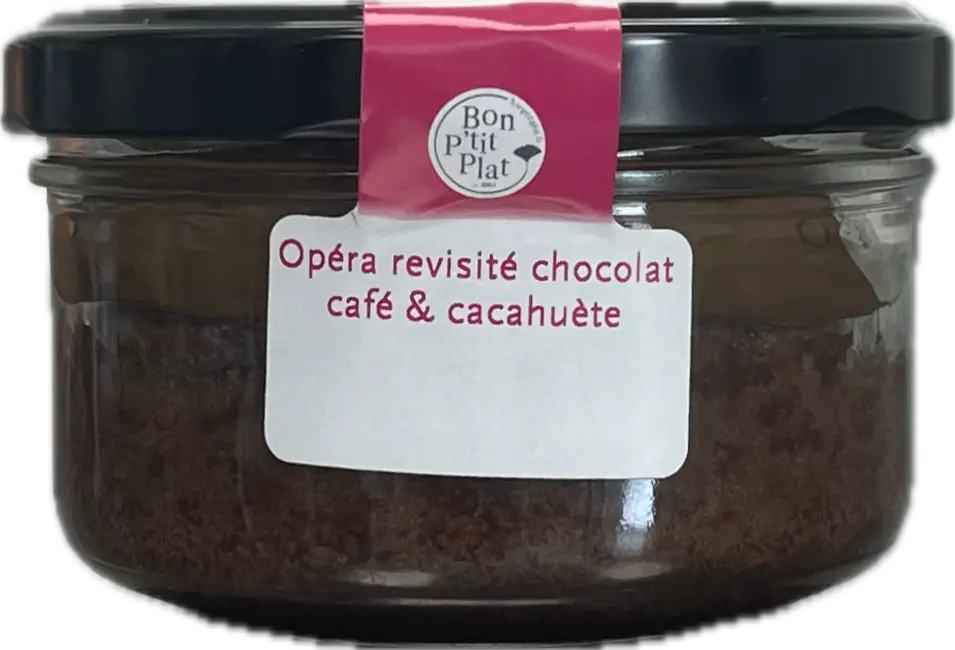 Bon
P'tit
Plat
Opéra revisité chocolat
café & cacahuète